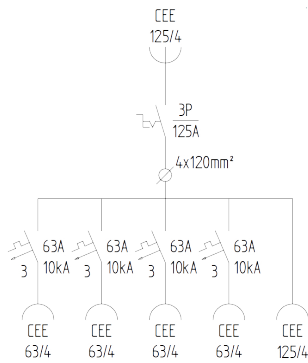 CEE
125/4
3P
125A
4x120mm²
63A 63A 63A 63A
10kA 10kA 10kA 10kA
3 3 3 3
CEE CEE CEE CEE CEE
63/4 63/4 63/4 63/4 125/4